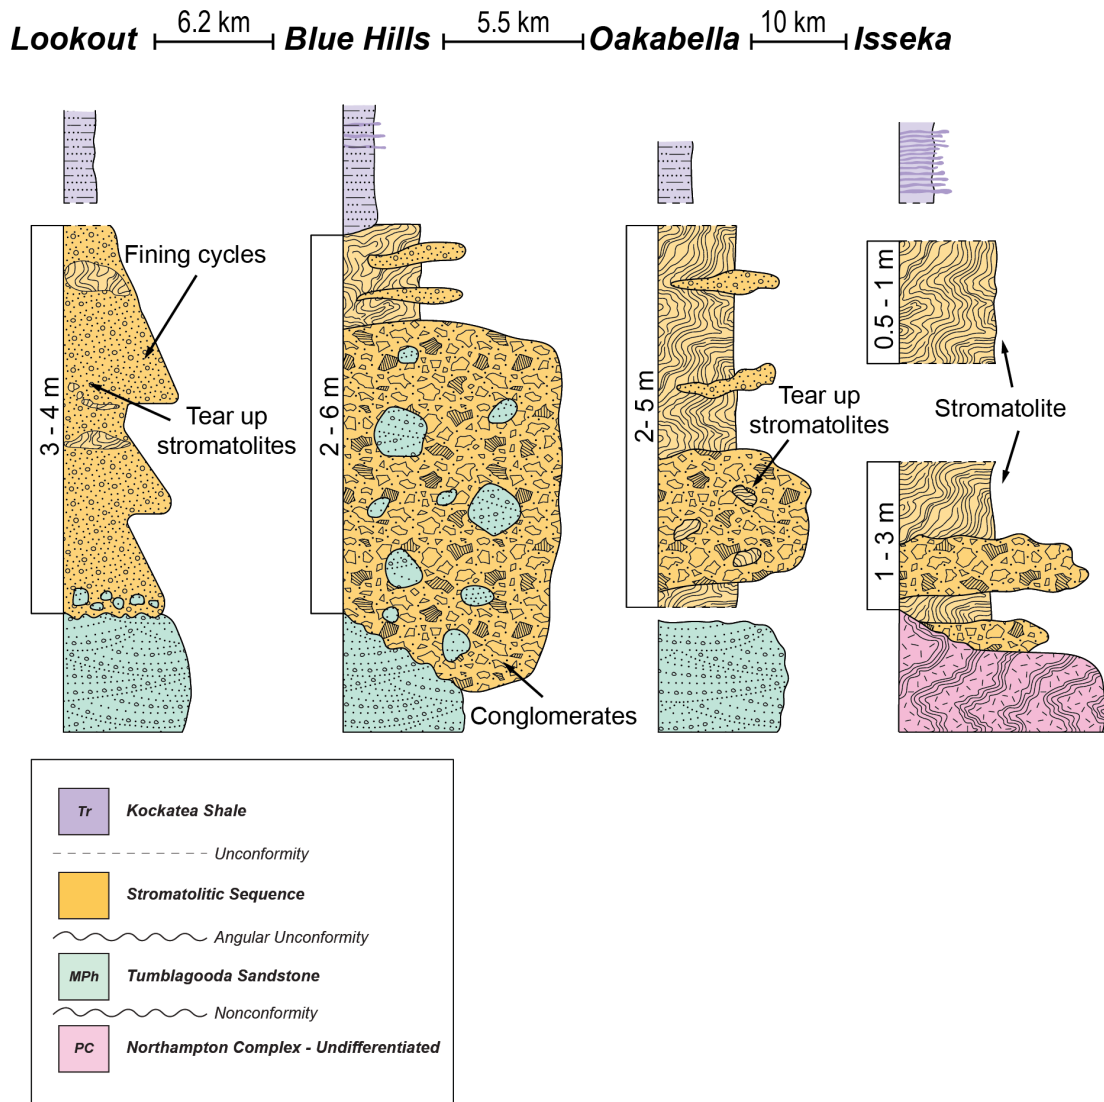 Lookout 6.2 km Blue Hills 5.5 km Oakabella 10 km Isseka
Fining cycles
Tear up
stromatolites
3 - 4 m
2 - 6 m
Conglomerates
2- 5 m
Tear up
stromatolites
0.5 - 1 m
Stromatolite
1 - 3 m
Tr Kockatea Shale
Unconformity
Stromatolitic Sequence
Angular Unconformity
MPh Tumblagooda Sandstone
Nonconformity
PC Northampton Complex - Undifferentiated